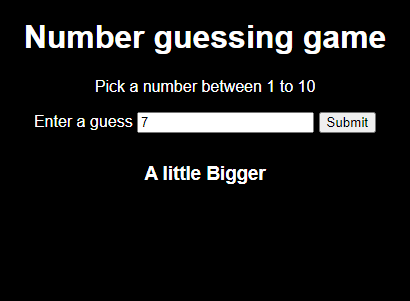 Number guessing game
Pick a number between 1 to 10
Enter a guess 7 Submit
A little Bigger